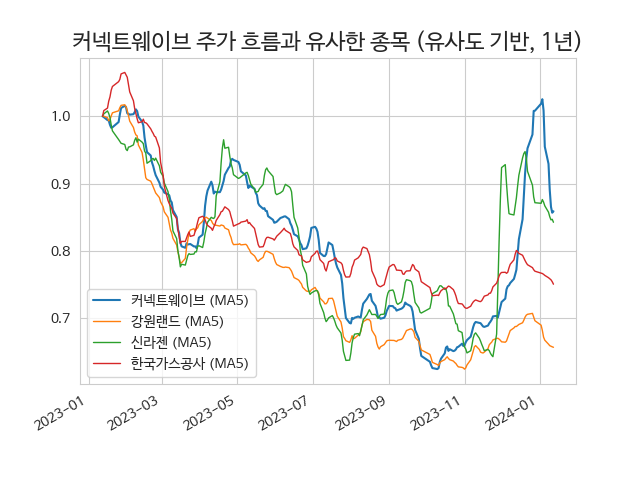 커넥트웨이브 주가 흐름과 유사한 종목 (유사도 기반, 1년)
1.0
0.9
0.8
0.7
커넥트웨이브 (MA5)
강원랜드 (MA5)
신라젠 (MA5)
한국가스공사 (MA5)
2023-01
2023-03
2023-05
2023-07
2023-09
2023-11
2024-01